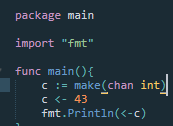 package main
import "fmt"
func main(){
c := make(chan int)
c <- 43
fmt.Println(<-c)
}